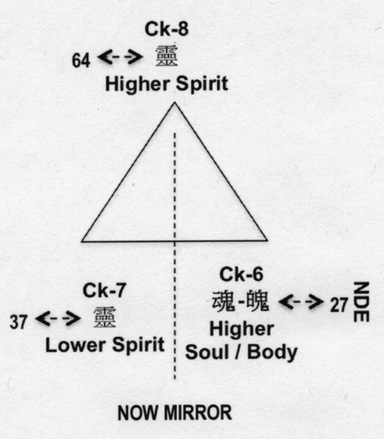 Ck-8
64 <--> 靈
Higher Spirit
Ck-7
37 <--> 靈
Lower Spirit
Ck-6
魂-魄 <--> 27
NDE
Higher
Soul / Body
NOW MIRROR